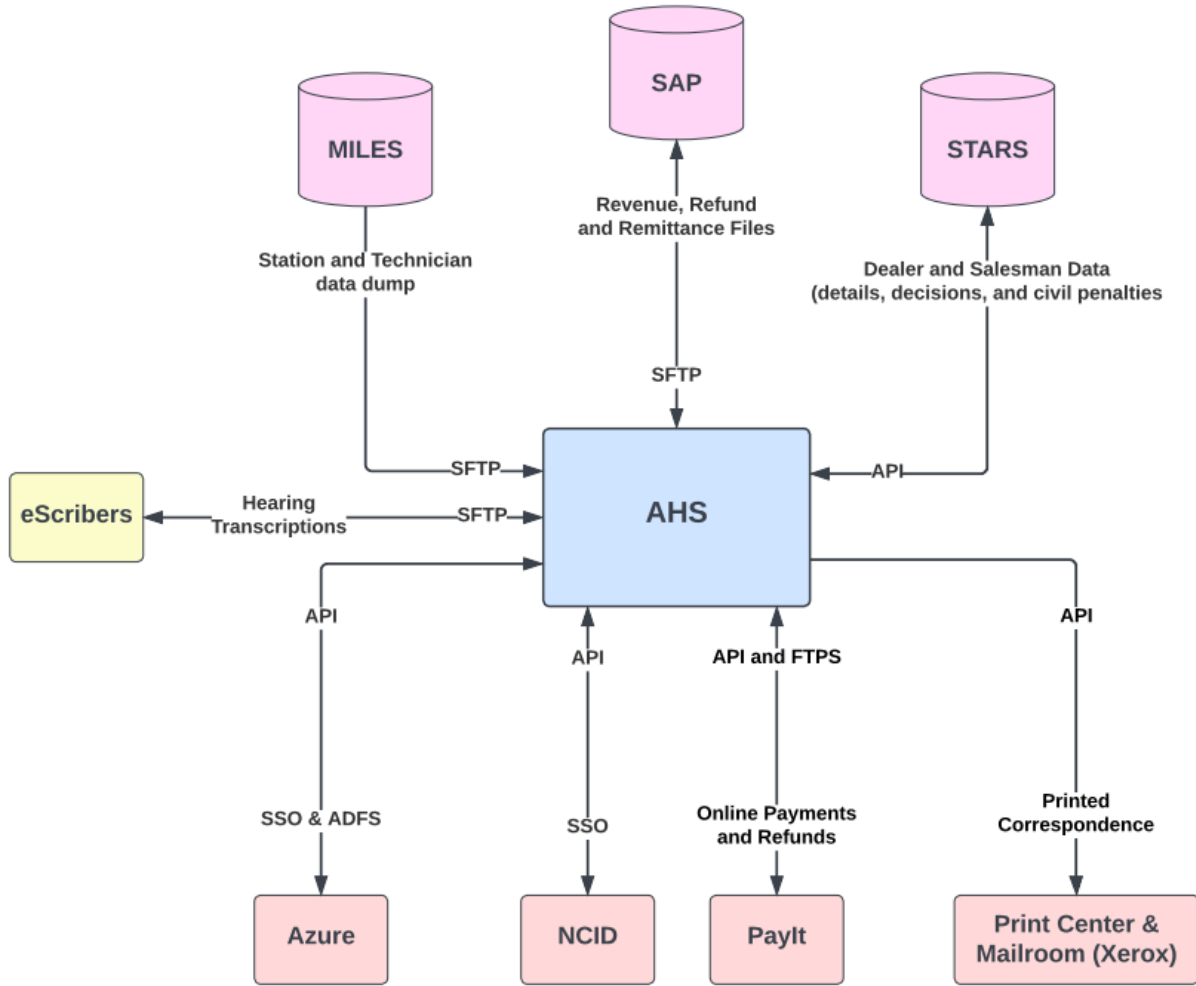 SAP
MILES
STARS
Revenue, Refund
and Remittance Files
Station and Technician
data dump
Dealer and Salesman Data
(details, decisions, and civil penalties
SFTP
SFTP
API
eScribers
Hearing
Transcriptions
SFTP
AHS
API
API
API and FTPS
API
SSO & ADFS
SSO
Online Payments
and Refunds
Printed
Correspondence
Azure
NCID
PayIt
Print Center &
Mailroom (Xerox)